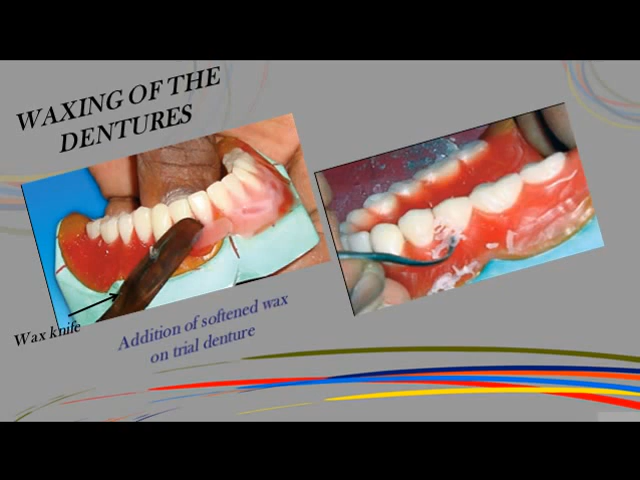 WAXING OF THE
DENTURES
Wax knife
Addition of softened wax
on trial denture